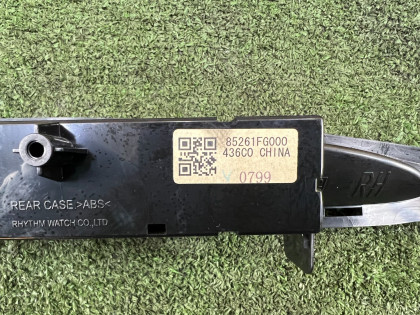 85261FG000
436C0 CHINA
0799
RH
REAR CASE >ABS<
RHYTHM WATCH CO.,LTD